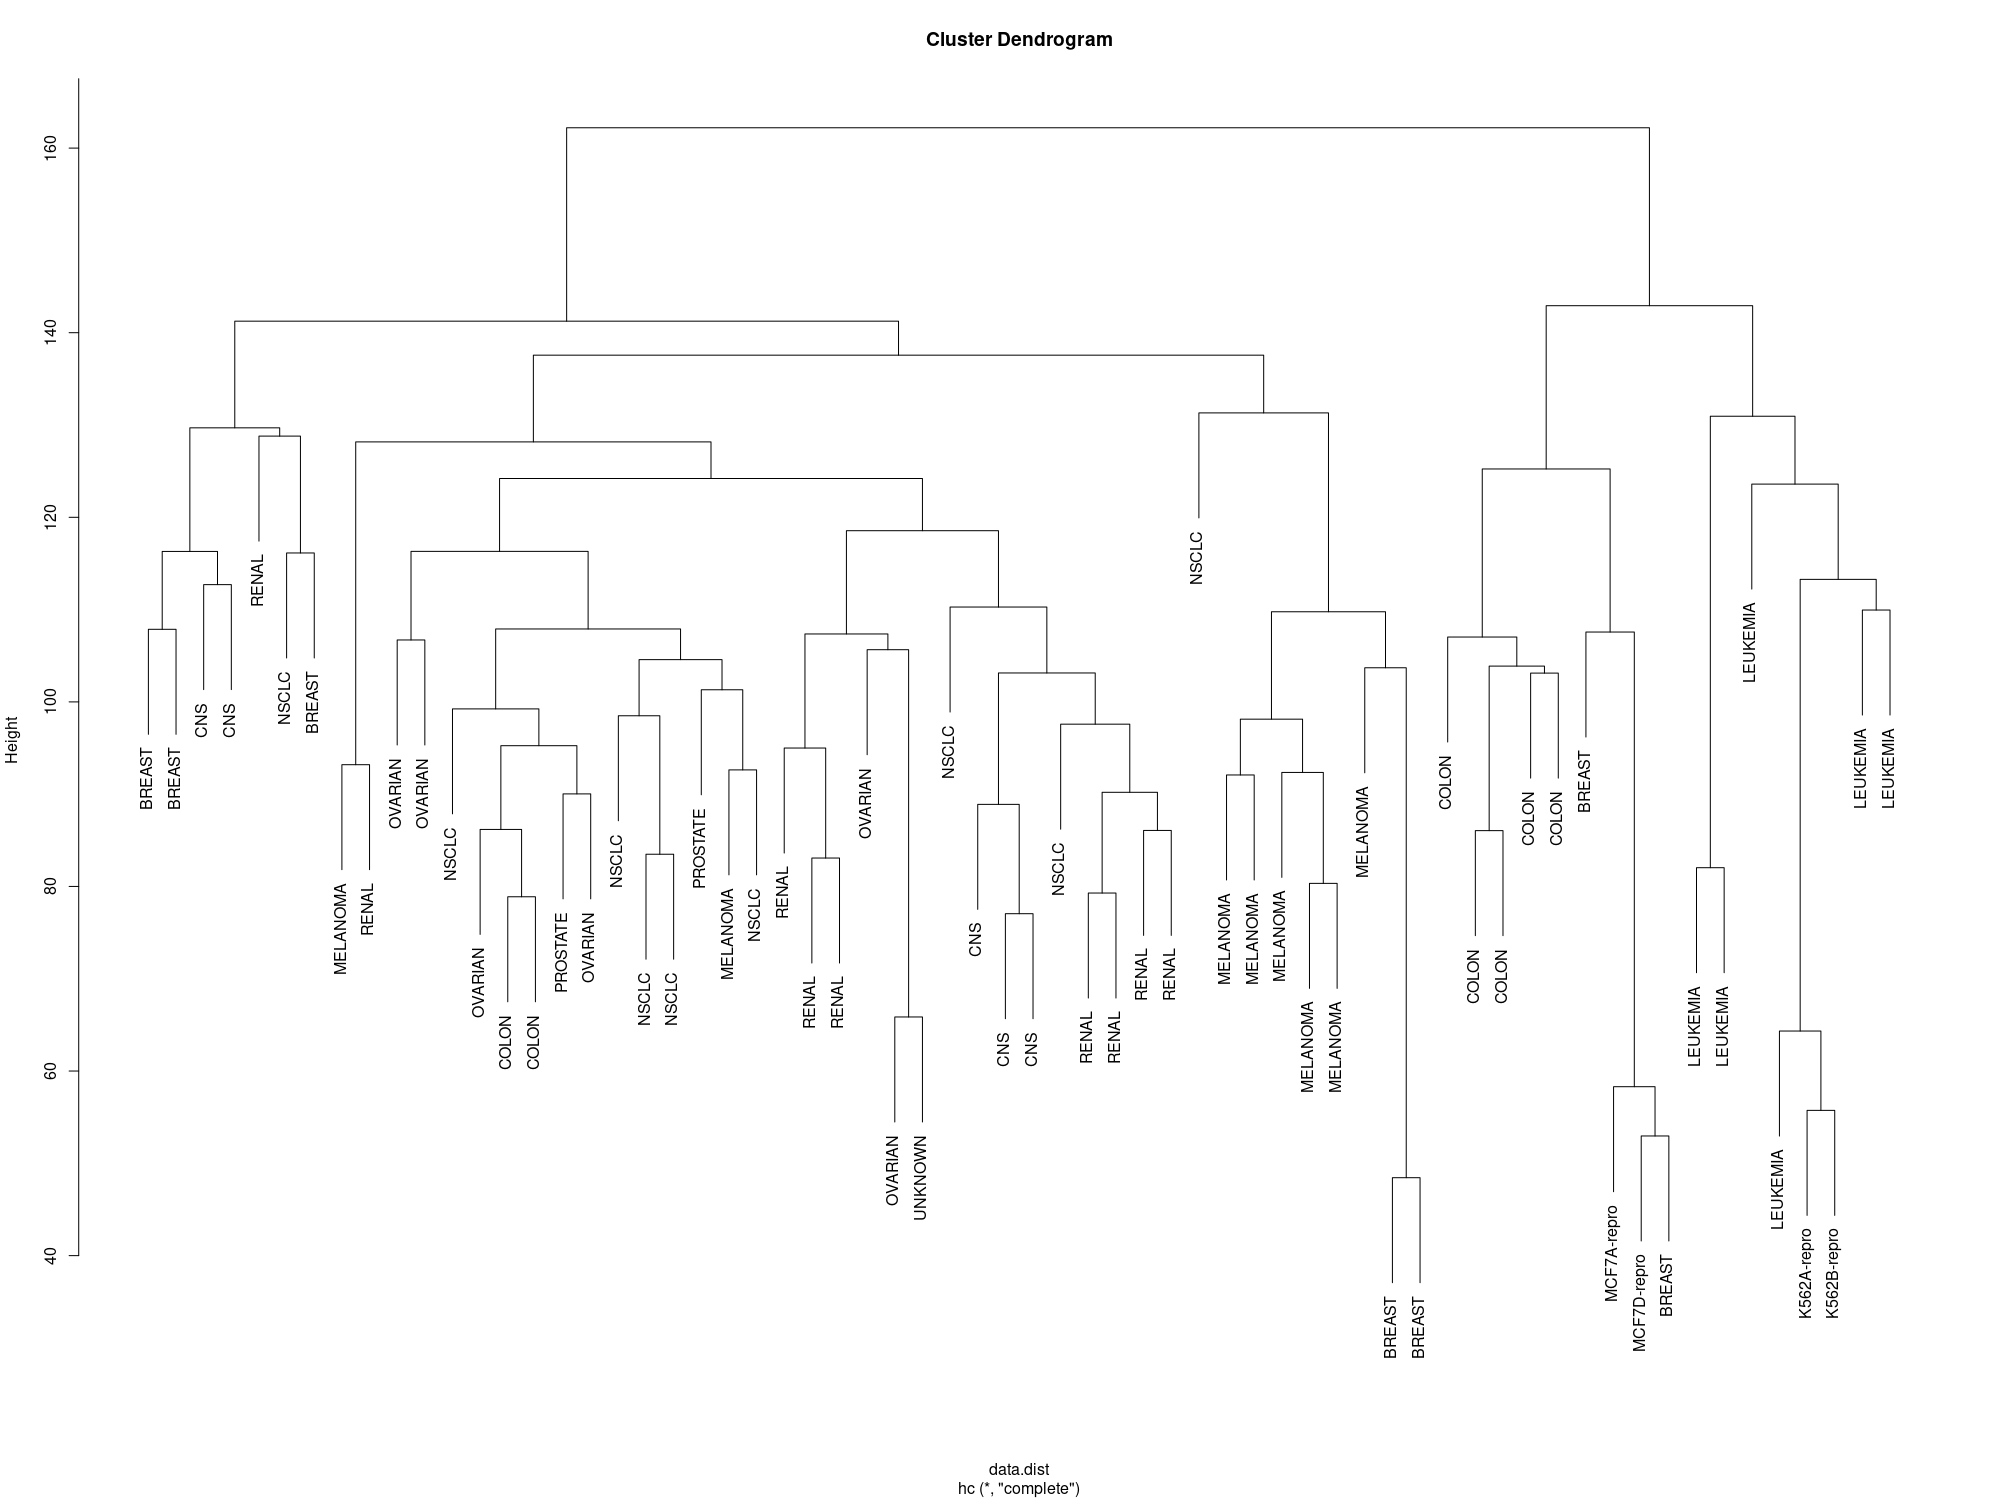 Cluster Dendrogram
Height
160
140
120
100
80
60
40
BREAST
BREAST
CNS
CNS
RENAL
NSCLC
BREAST
MELANOMA
RENAL
OVARIAN
OVARIAN
NSCLC
OVARIAN
COLON
COLON
PROSTATE
OVARIAN
NSCLC
NSCLC
NSCLC
PROSTATE
MELANOMA
NSCLC
RENAL
RENAL
RENAL
OVARIAN
OVARIAN
UNKNOWN
NSCLC
CNS
CNS
CNS
NSCLC
RENAL
RENAL
RENAL
RENAL
NSCLC
MELANOMA
MELANOMA
MELANOMA
MELANOMA
MELANOMA
MELANOMA
BREAST
BREAST
COLON
COLON
COLON
COLON
COLON
BREAST
MCF7A-repro
MCF7D-repro
BREAST
LEUKEMIA
LEUKEMIA
LEUKEMIA
LEUKEMIA
K562A-repro
K562B-repro
LEUKEMIA
LEUKEMIA
data.dist
hc (*, "complete")